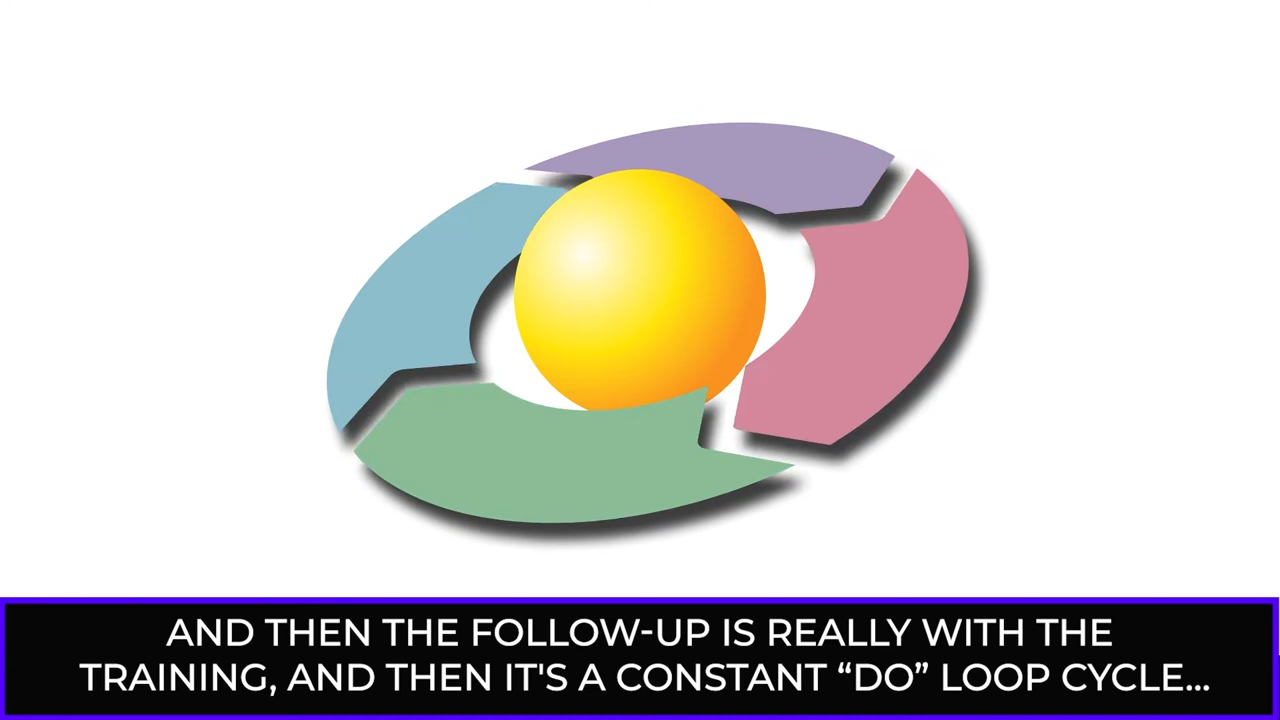 AND THEN THE FOLLOW-UP IS REALLY WITH THE
TRAINING, AND THEN IT'S A CONSTANT “DO” LOOP CYCLE...